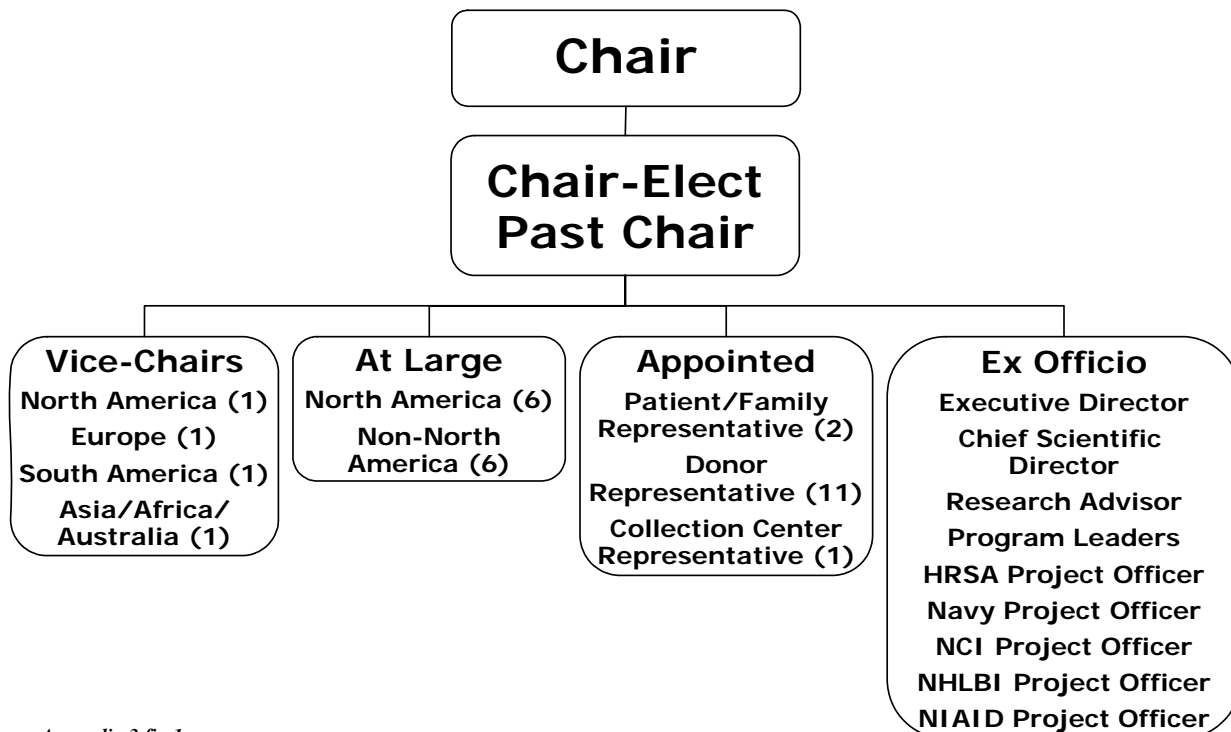 Chair
Chair-Elect
Past Chair
Vice-Chairs
North America (1)
Europe (1)
South America (1)
Asia/Africa/
Australia (1)
At Large
North America (6)
Non-North
America (6)
Appointed
Patient/Family
Representative (2)
Donor
Representative (11)
Collection Center
Representative (1)
Ex Officio
Executive Director
Chief Scientific
Director
Research Advisor
Program Leaders
HRSA Project Officer
Navy Project Officer
NCI Project Officer
NHLBI Project Officer
NIAID Project Officer